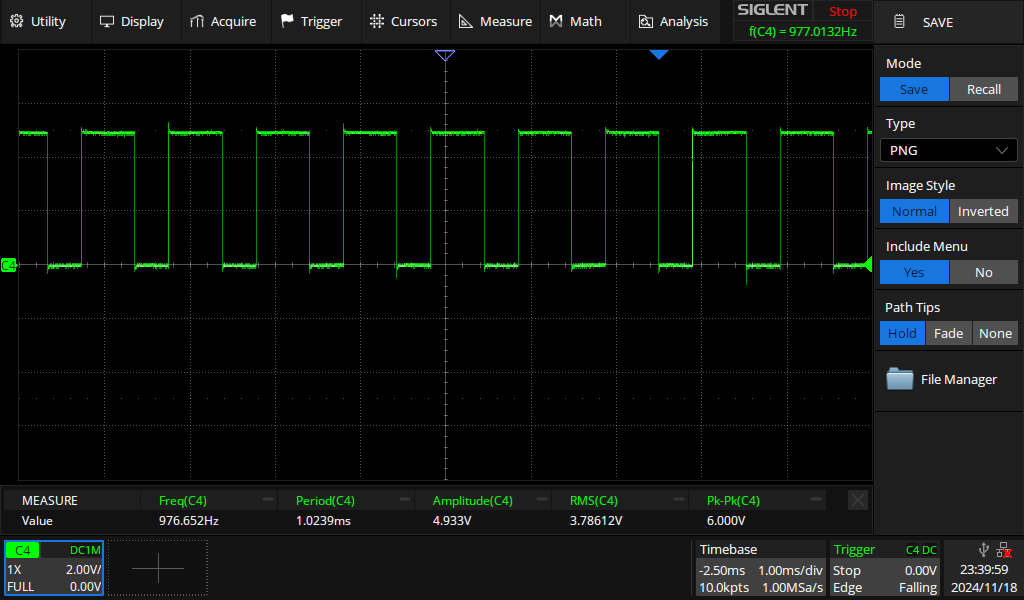 Utility Display Acquire Trigger Cursors Measure Math Analysis SIGLENT Stop SAVE
f(C4) = 977.0132Hz
Mode
Save Recall
Type
PNG
Image Style
Normal Inverted
Include Menu
Yes No
Path Tips
Hold Fade None
File Manager
C4
MEASURE Freq(C4) Period(C4) Amplitude(C4) RMS(C4) Pk-Pk(C4)
Value 976.652Hz 1.0239ms 4.933V 3.78612V 6.000V
C4 DC1M
1X 2.00V/
FULL 0.00V
Timebase
-2.50ms 1.00ms/div
10.0kpts 1.00MSa/s
Trigger C4 DC
Stop 0.00V
Edge Falling
23:39:59
2024/11/18